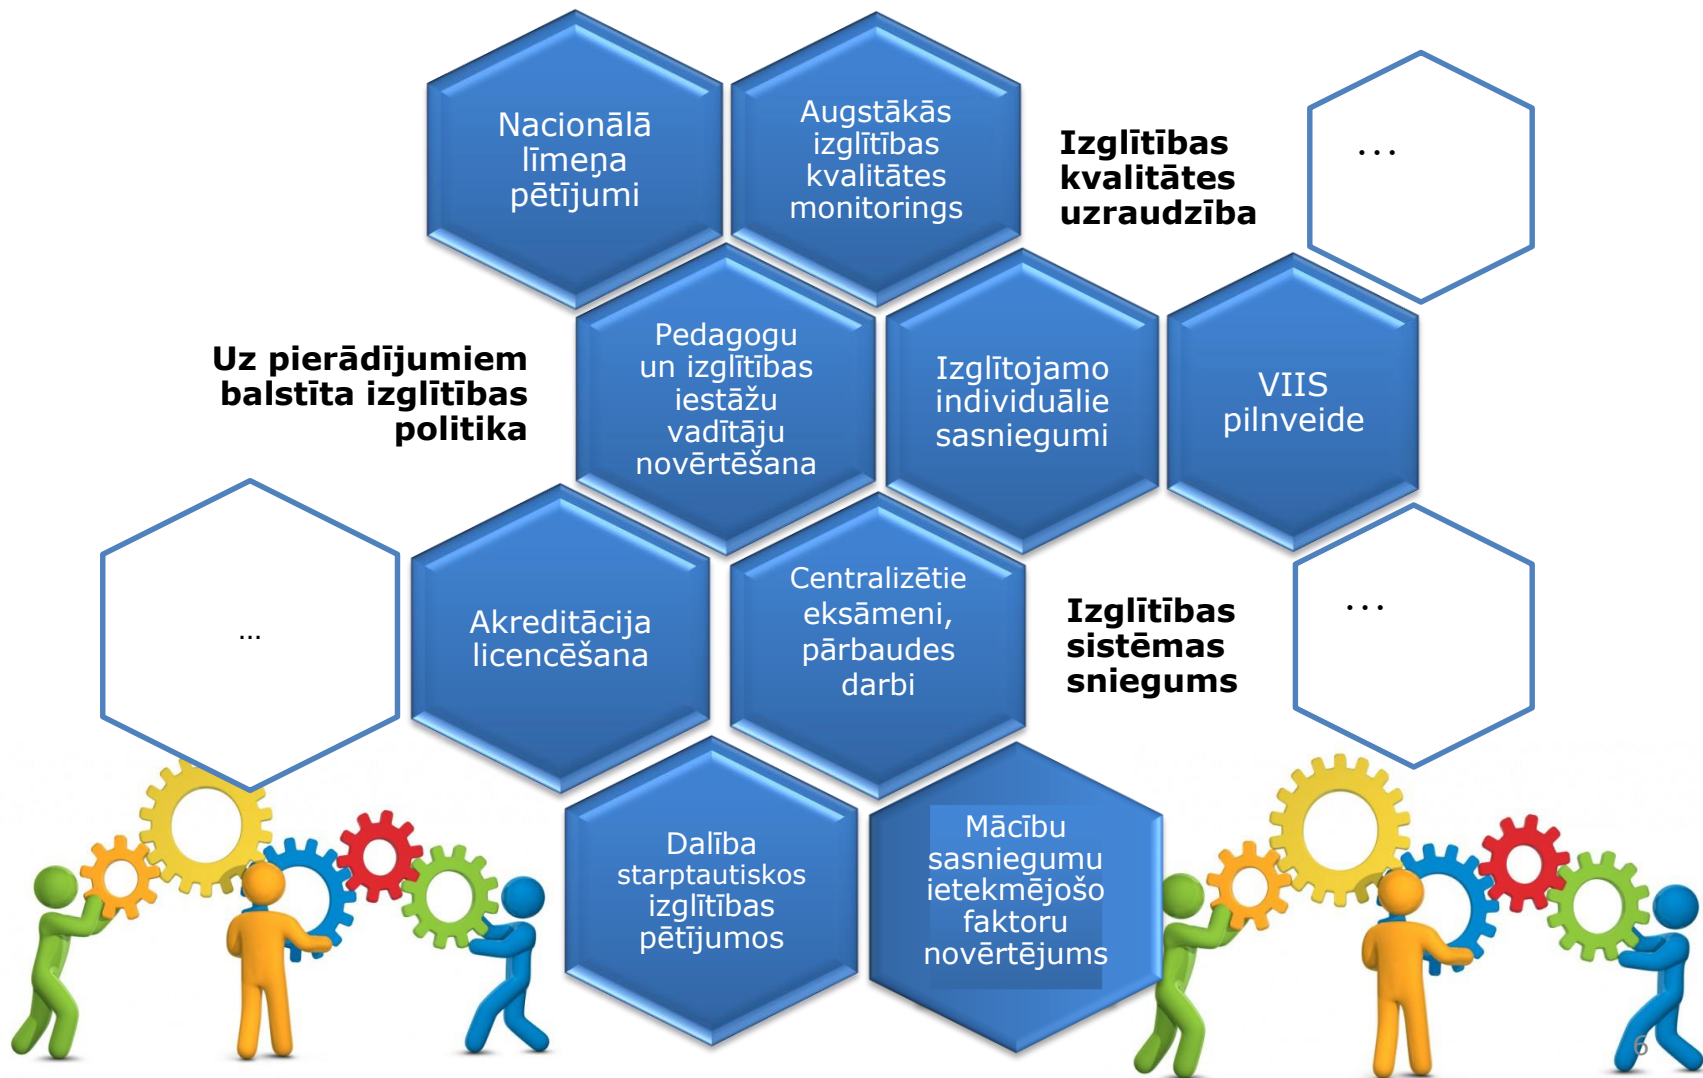 Nacionālā
līmeņa
pētījumi
Augstākās
izglītības
kvalitātes
monitorings
Izglītības
kvalitātes
uzraudzība
...
Uz pierādījumiem
balstīta izglītības
politika
Pedagogu
un izglītības
iestāžu
vadītāju
novērtēšana
Izglītojamo
individuālie
sasniegumi
VIIS
pilnveide
...
Akreditācija
licencēšana
Centralizētie
eksāmeni,
pārbaudes
darbi
Izglītības
sistēmas
sniegums
...
Dalība
starptautiskos
izglītības
pētījumos
Mācību
sasniegumu
ietekmējošo
faktoru
novērtējums
6